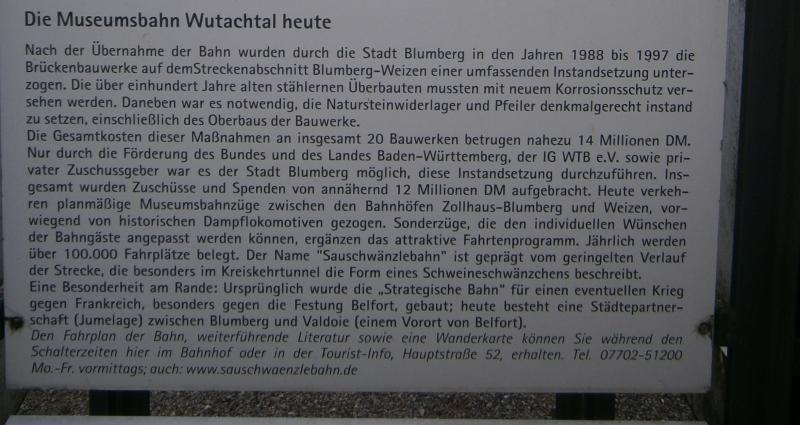 Die Museumsbahn Wutachtal heute
Nach der Übernahme der Bahn wurden durch die Stadt Blumberg in den Jahren 1988 bis 1997 die
Brückenbauwerke auf demStreckenabschnitt Blumberg-Weizen einer umfassenden Instandsetzung unter-
zogen. Die über einhundert Jahre alten stählernen Überbauten mussten mit neuem Korrosionsschutz ver-
sehen werden. Daneben war es notwendig, die Natursteinwiderlager und Pfeiler denkmalgerecht instand
zu setzen, einschließlich des Oberbaus der Bauwerke.
Die Gesamtkosten dieser Maßnahmen an insgesamt 20 Bauwerken betrugen nahezu 14 Millionen DM.
Nur durch die Förderung des Bundes und des Landes Baden-Württemberg, der IG WTB e.V. sowie pri-
vater Zuschussgeber war es der Stadt Blumberg möglich, diese Instandsetzung durchzuführen. Ins-
gesamt wurden Zuschüsse und Spenden von annähernd 12 Millionen DM aufgebracht. Heute verkeh-
ren planmäßige Museumsbahnzüge zwischen den Bahnhöfen Zollhaus-Blumberg und Weizen, vor-
wiegend von historischen Dampflokomotiven gezogen. Sonderzüge, die den individuellen Wünschen
der Bahngäste angepasst werden können, ergänzen das attraktive Fahrtenprogramm. Jährlich werden
über 100.000 Fahrplätze belegt. Der Name "Sauschwänzlebahn" ist geprägt vom geringelten Verlauf
der Strecke, die besonders im Kreiskehrtunnel die Form eines Schweineschwänzchens beschreibt.
Eine Besonderheit am Rande: Ursprünglich wurde die „Strategische Bahn" für einen eventuellen Krieg
gegen Frankreich, besonders gegen die Festung Belfort, gebaut; heute besteht eine Städtepartner-
schaft (Jumelage) zwischen Blumberg und Valdoie (einem Vorort von Belfort).
Den Fahrplan der Bahn, weiterführende Literatur sowie eine Wanderkarte können Sie während den
Schalterzeiten hier im Bahnhof oder in der Tourist-Info, Hauptstraße 52, erhalten. Tel. 07702-51200
Mo.-Fr. vormittags; auch: www.sauschwaenzlebahn.de